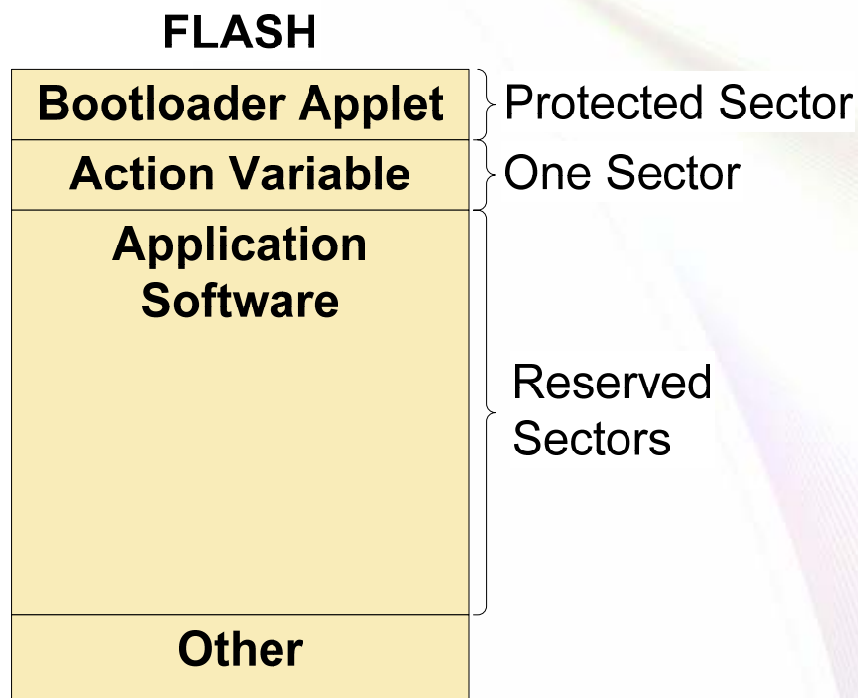 FLASH
Bootloader Applet
Protected Sector
Action Variable
One Sector
Application
Software
Reserved
Sectors
Other